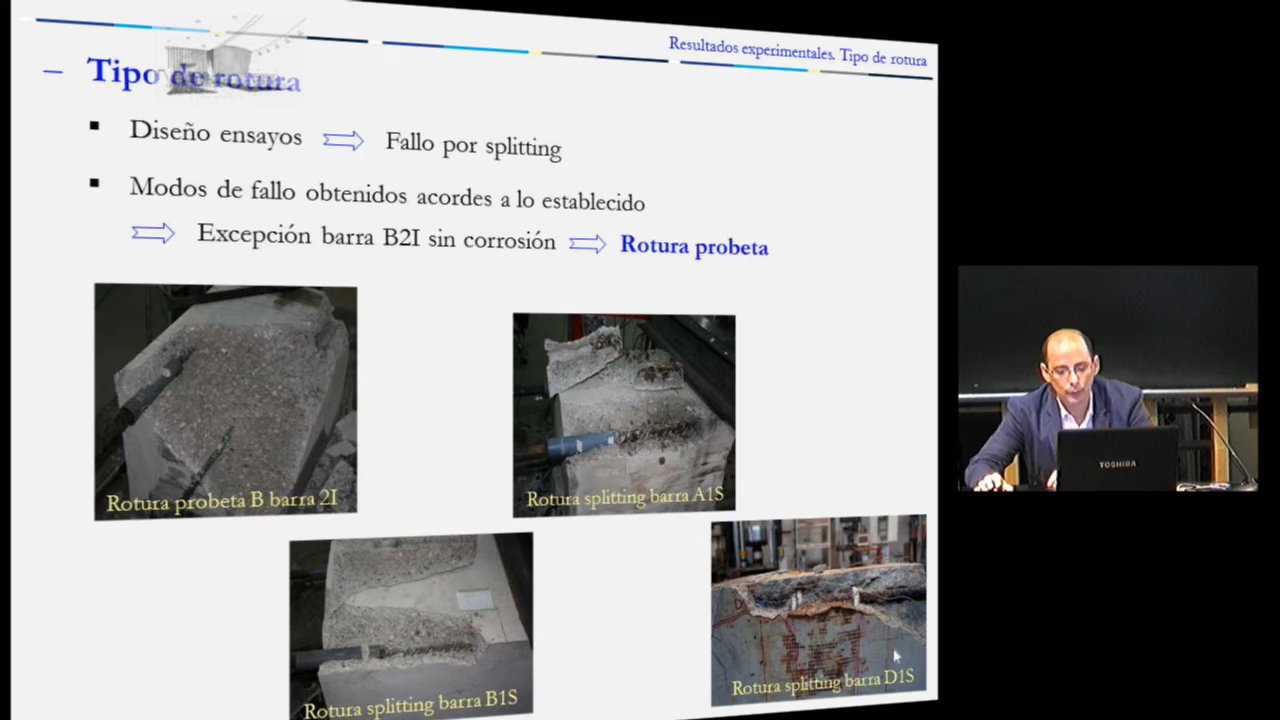 Resultados experimentales. Tipo de rotura
– Tipo de rotura
▪ Diseño ensayos ⇒ Fallo por splitting
▪ Modos de fallo obtenidos acordes a lo establecido
⇒ Excepción barra B2I sin corrosión ⇒ Rotura probeta
Rotura probeta B barra 2I
Rotura splitting barra A1S
Rotura splitting barra B1S
Rotura splitting barra D1S
TOSHIBA